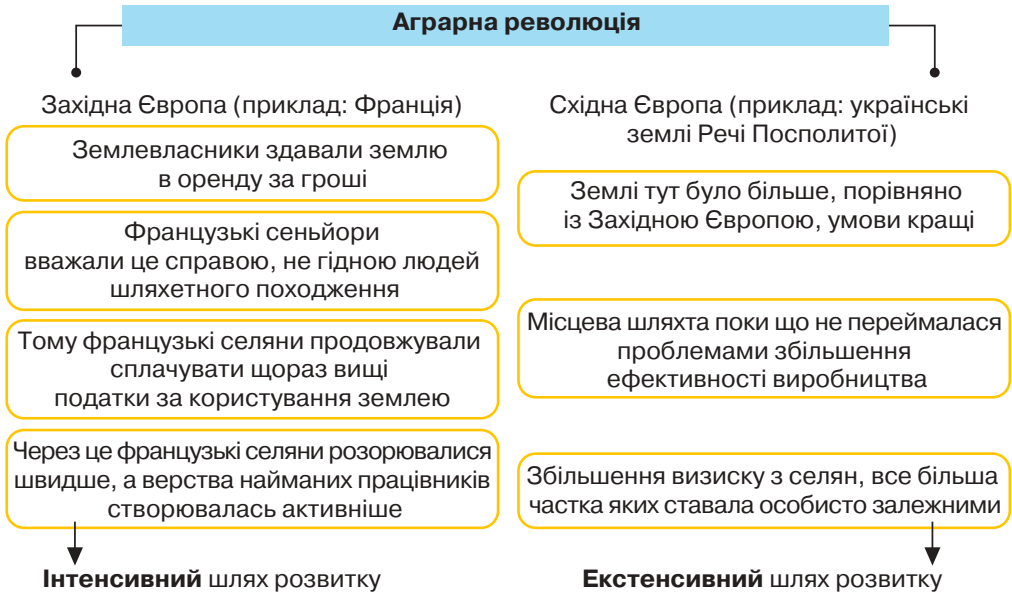 Аграрна революція
Західна Європа (приклад: Франція)
Землевласники здавали землю
в оренду за гроші
Французькі сеньйори
вважали це справою, не гідною людей
шляхетного походження
Тому французькі селяни продовжували
сплачувати щораз вищі
податки за користування землею
Через це французькі селяни розорювалися
швидше, а верства найманих працівників
створювалась активніше
Інтенсивний шлях розвитку
Східна Європа (приклад: українські
землі Речі Посполитої)
Землі тут було більше, порівняно
із Західною Європою, умови кращі
Місцева шляхта поки що не переймалася
проблемами збільшення
ефективності виробництва
Збільшення визиску з селян, все більша
частка яких ставала особисто залежними
Екстенсивний шлях розвитку